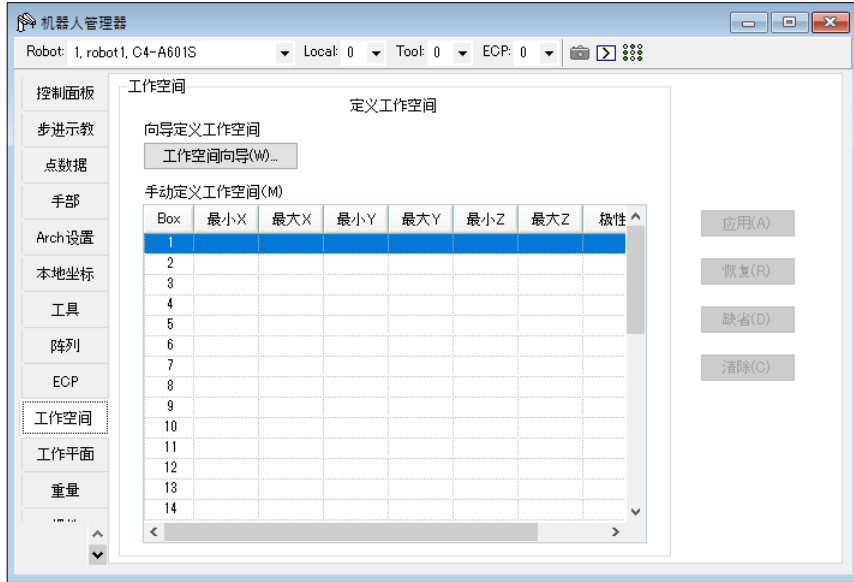 机器人管理器
Robot: 1, robot1, C4-A601S Local: 0 Tool: 0 ECP: 0
控制面板
步进示教
点数据
手部
Arch设置
本地坐标
工具
阵列
ECP
工作空间
工作平面
重量
工作空间
定义工作空间
向导定义工作空间
工作空间向导(W)...
手动定义工作空间(M)
Box 最小X 最大X 最小Y 最大Y 最小Z 最大Z 极性
1
2
3
4
5
6
7
8
9
10
11
12
13
14
应用(A)
恢复(R)
缺省(D)
清除(C)